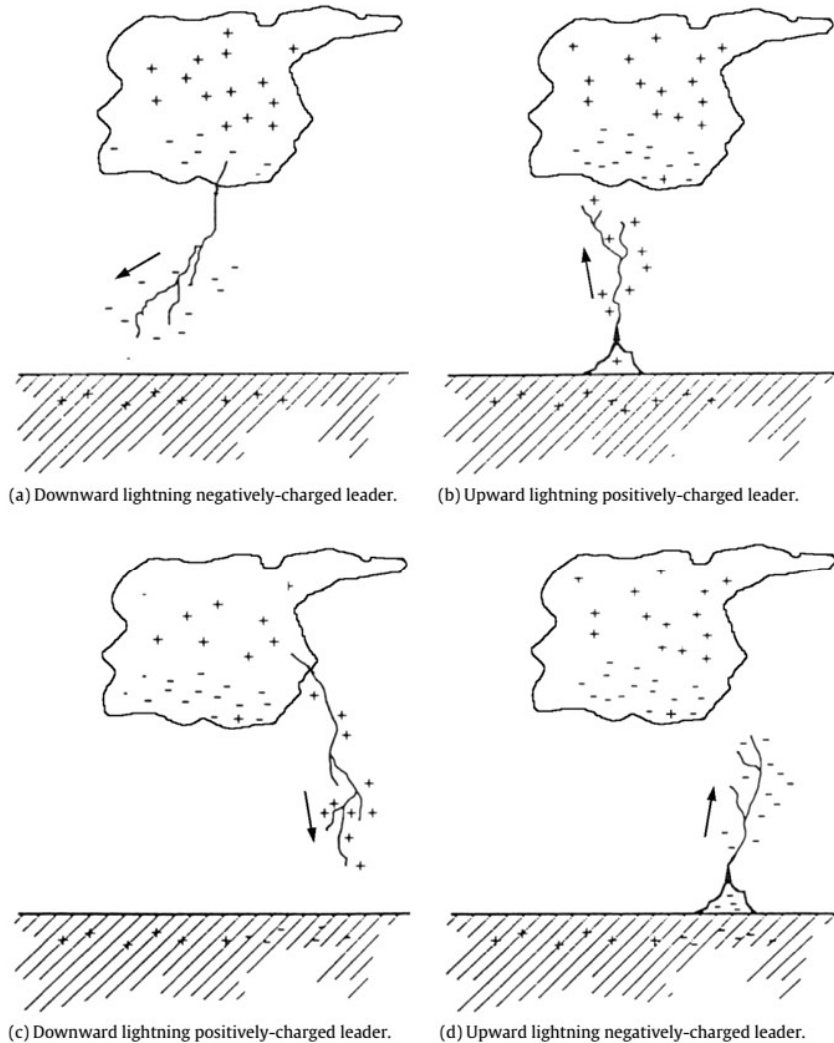 (a) Downward lightning negatively-charged leader.
(b) Upward lightning positively-charged leader.
(c) Downward lightning positively-charged leader.
(d) Upward lightning negatively-charged leader.